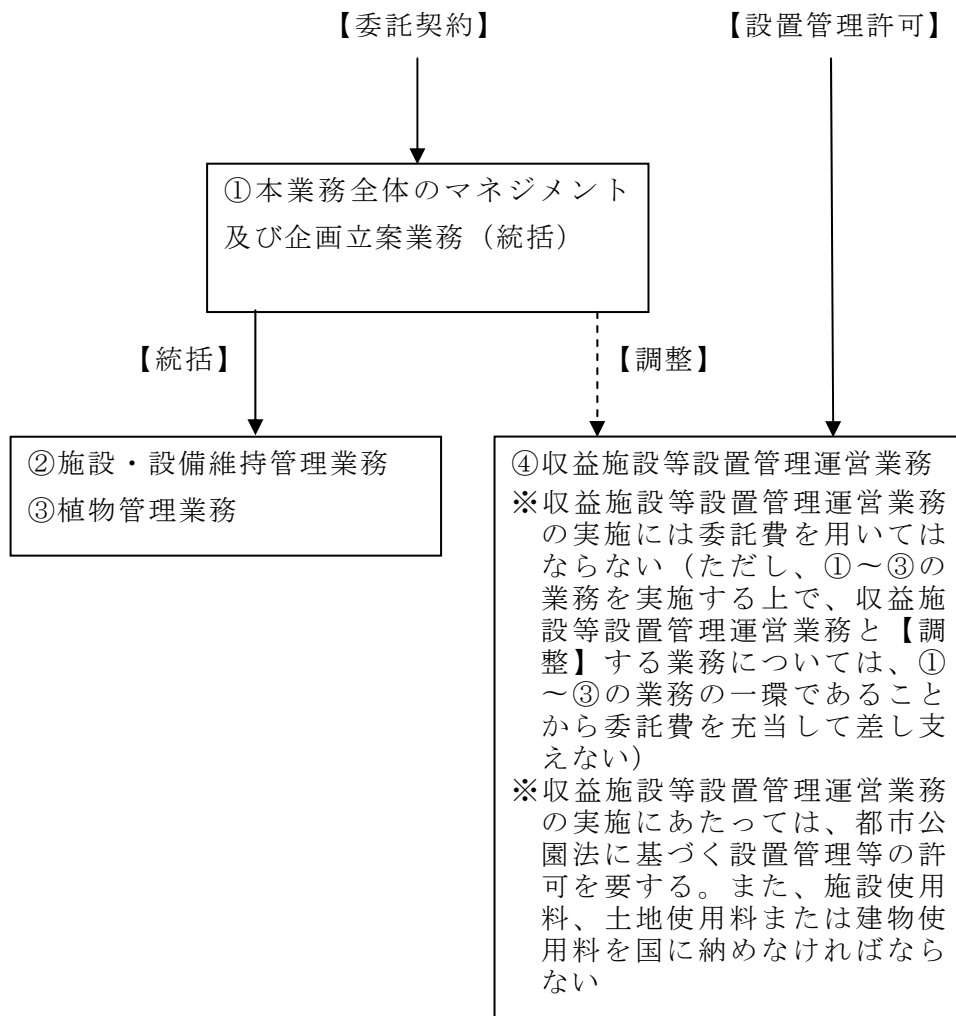 【委託契約】
【設置管理許可】
①本業務全体のマネジメント
及び企画立案業務（統括）
【統括】
【調整】
②施設・設備維持管理業務
③植物管理業務
④収益施設等設置管理運営業務
※収益施設等設置管理運営業務
の実施には委託費を用いては
ならない（ただし、①～③の
業務を実施する上で、収益施
設等設置管理運営業務と【調
整】する業務については、①
～③の業務の一環であること
から委託費を充当して差し支
えない）
※収益施設等設置管理運営業務
の実施にあたっては、都市公
園法に基づく設置管理等の許
可を要する。また、施設使用
料、土地使用料または建物使
用料を国に納めなければなら
ない